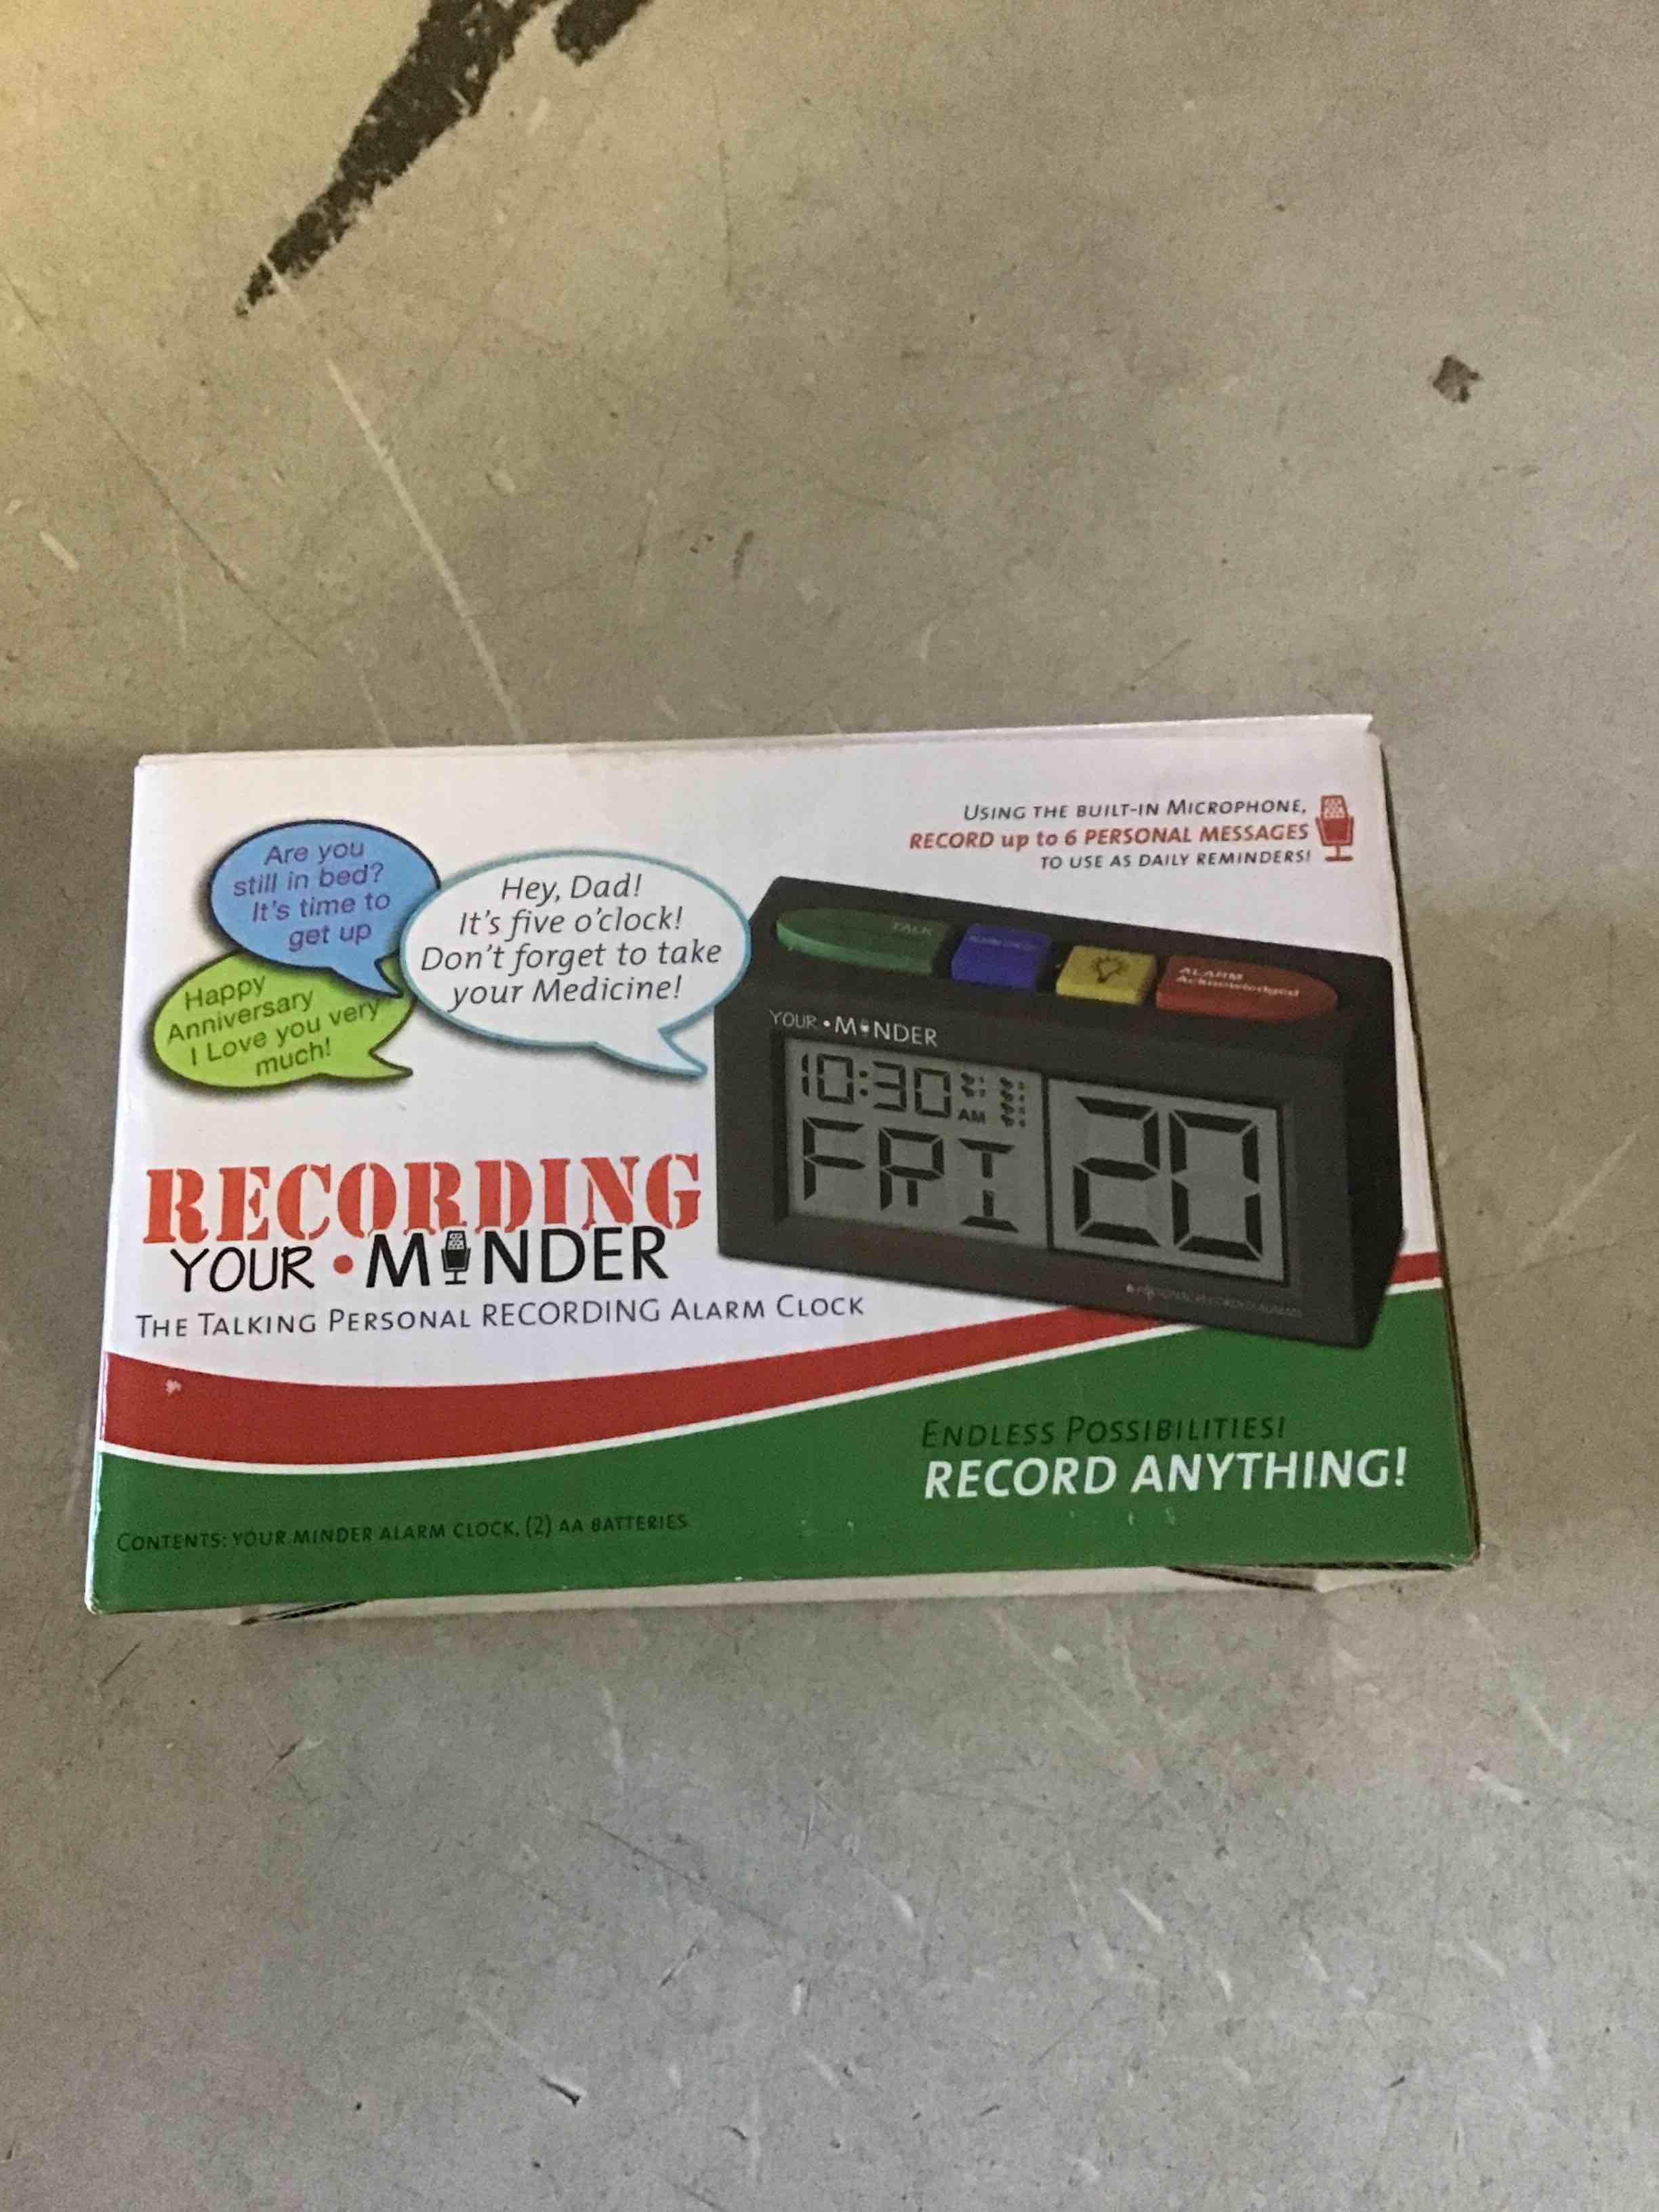 USING THE BUILT-IN MICROPHONE,
RECORD up to 6 PERSONAL MESSAGES
TO USE AS DAILY REMINDERS!
Are you
still in bed?
It's time to
get up
Hey, Dad!
It's five o'clock!
Don't forget to take
your Medicine!
Happy
Anniversary
I Love you very
much!
TALK
ALARM
Acknowledged
YOUR•MINDER
10:30
AM
FRI
20
RECORDING
YOUR•MINDER
THE TALKING PERSONAL RECORDING ALARM CLOCK
ENDLESS POSSIBILITIES!
RECORD ANYTHING!
CONTENTS: YOUR MINDER ALARM CLOCK, (2) AA BATTERIES